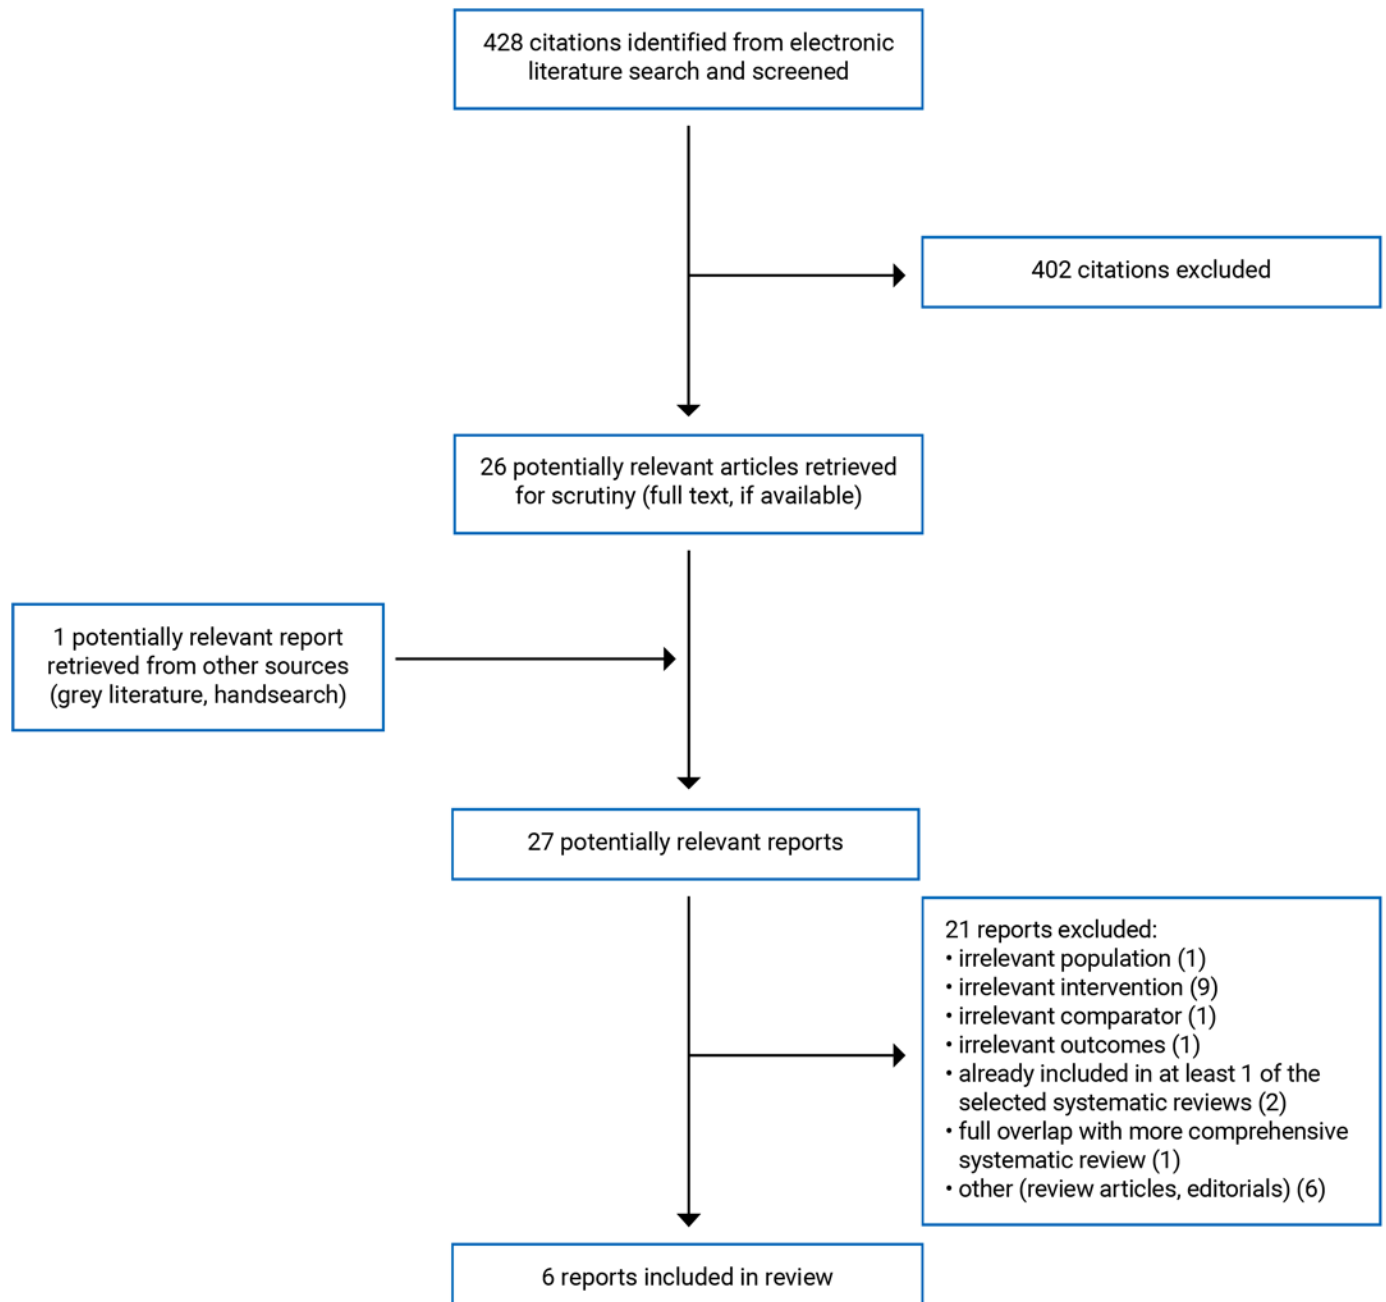 428 citations identified from electronic
literature search and screened
402 citations excluded
26 potentially relevant articles retrieved
for scrutiny (full text, if available)
1 potentially relevant report
retrieved from other sources
(grey literature, handsearch)
27 potentially relevant reports
21 reports excluded:
• irrelevant population (1)
• irrelevant intervention (9)
• irrelevant comparator (1)
• irrelevant outcomes (1)
• already included in at least 1 of the
selected systematic reviews (2)
• full overlap with more comprehensive
systematic review (1)
• other (review articles, editorials) (6)
6 reports included in review